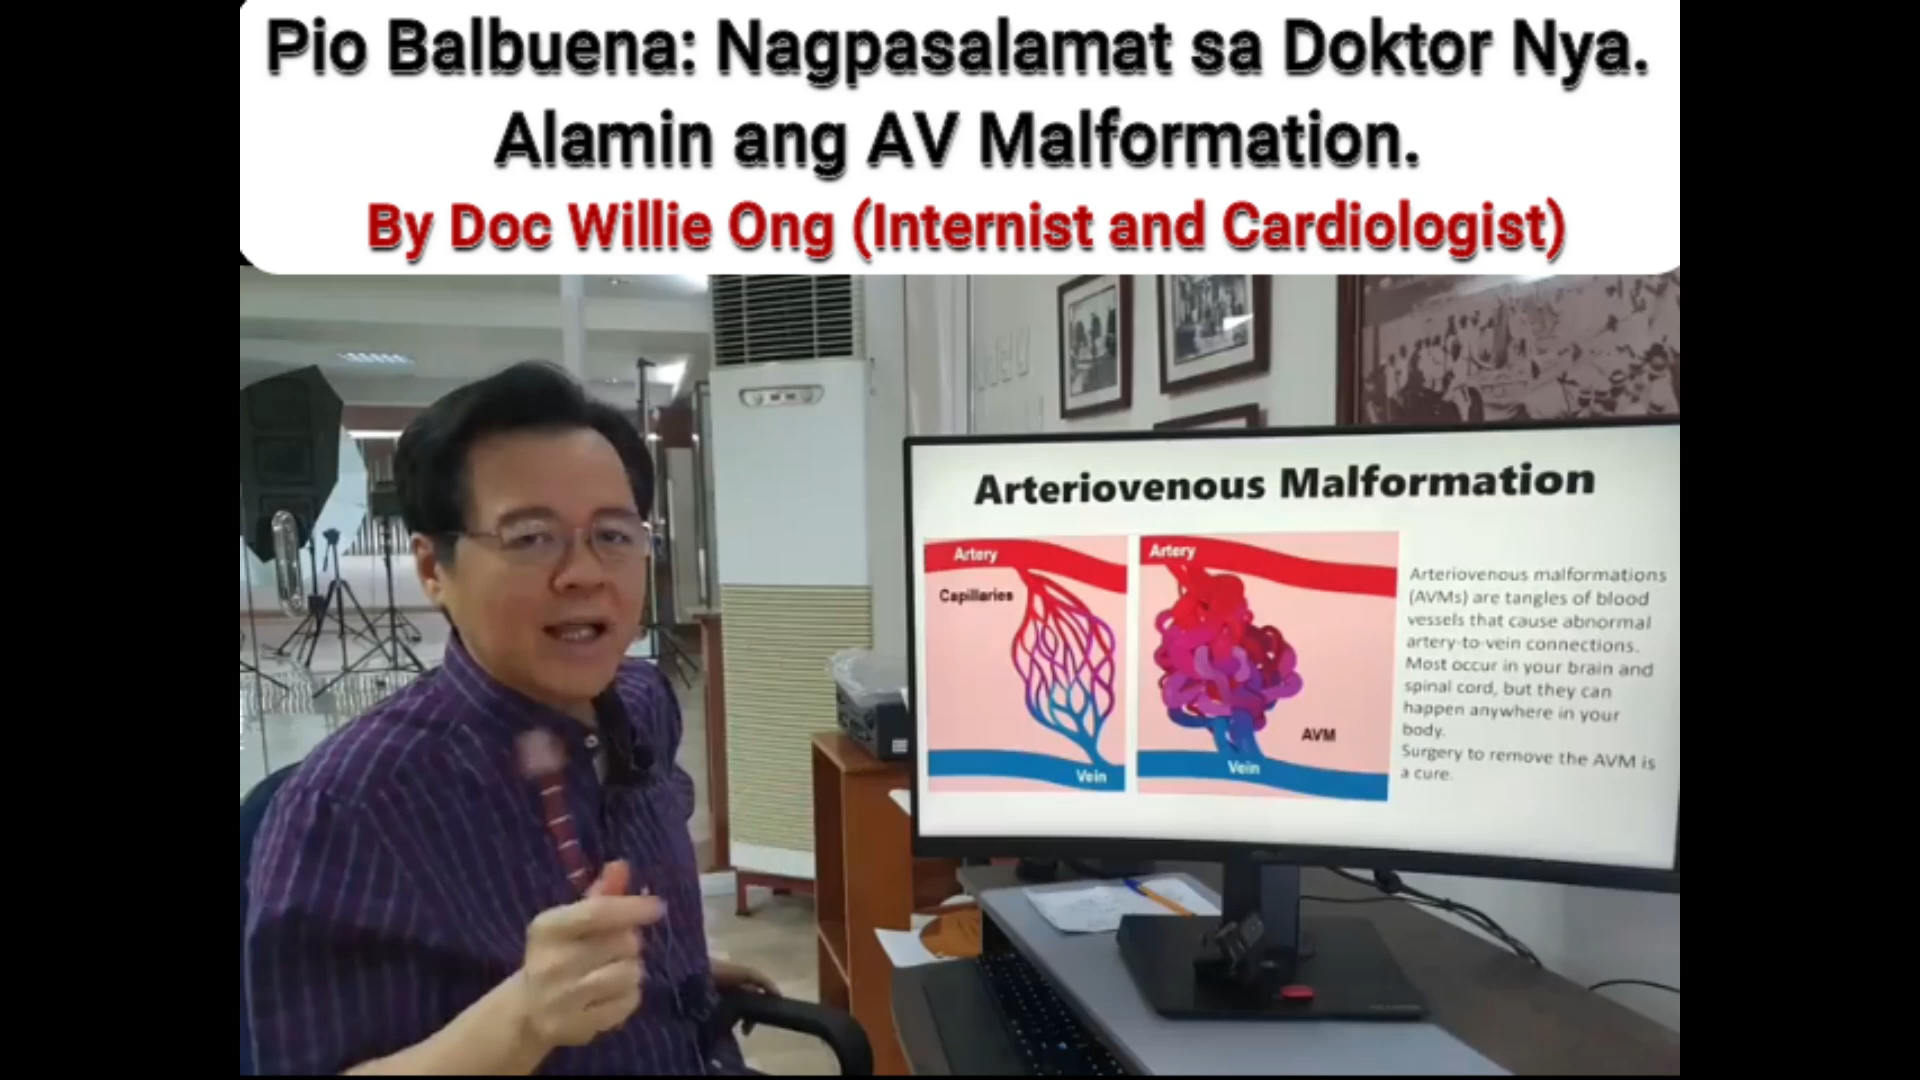 Pio Balbuena: Nagpasalamat sa Doktor Nya.
Alamin ang AV Malformation.
By Doc Willie Ong (Internist and Cardiologist)
Arteriovenous Malformation
Artery
Capillaries
Vein
Artery
AVM
Vein
Arteriovenous malformations
(AVMs) are tangles of blood
vessels that cause abnormal
artery-to-vein connections.
Most occur in your brain and
spinal cord, but they can
happen anywhere in your
body.
Surgery to remove the AVM is
a cure.